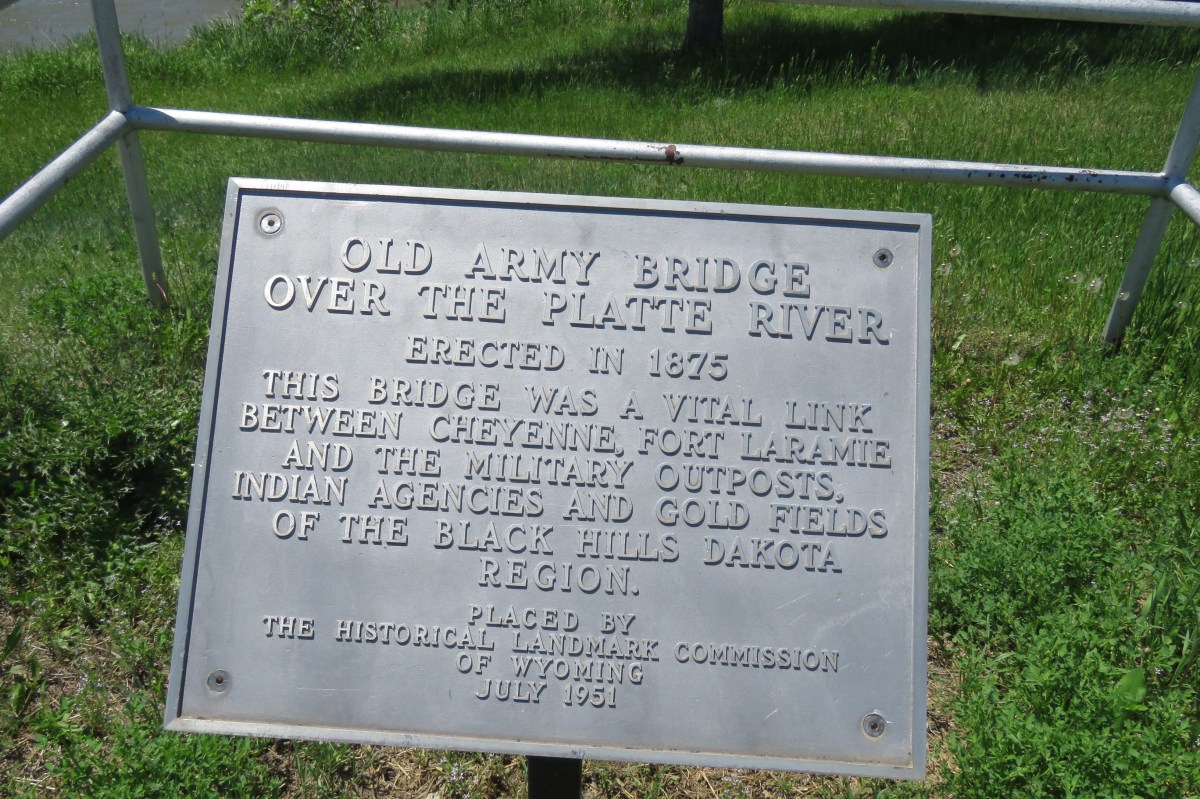 OLD ARMY BRIDGE
OVER THE PLATTE RIVER
ERECTED IN 1875
THIS BRIDGE WAS A VITAL LINK
BETWEEN CHEYENNE, FORT LARAMIE
AND THE MILITARY OUTPOSTS,
INDIAN AGENCIES AND GOLD FIELDS
OF THE BLACK HILLS DAKOTA
REGION.
PLACED BY
THE HISTORICAL LANDMARK COMMISSION
OF WYOMING
JULY 1951